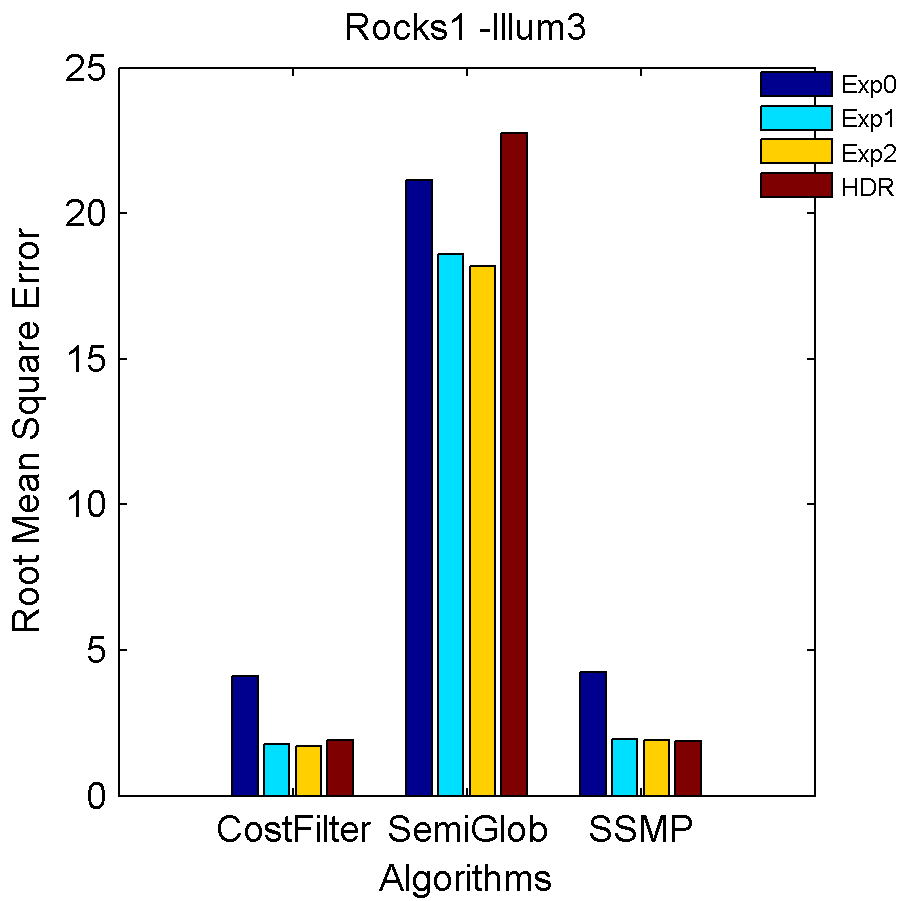 Rocks1 -Illum3
25
20
15
10
5
0
Root Mean Square Error
Exp0
Exp1
Exp2
HDR
CostFilter SemiGlob SSMP
Algorithms